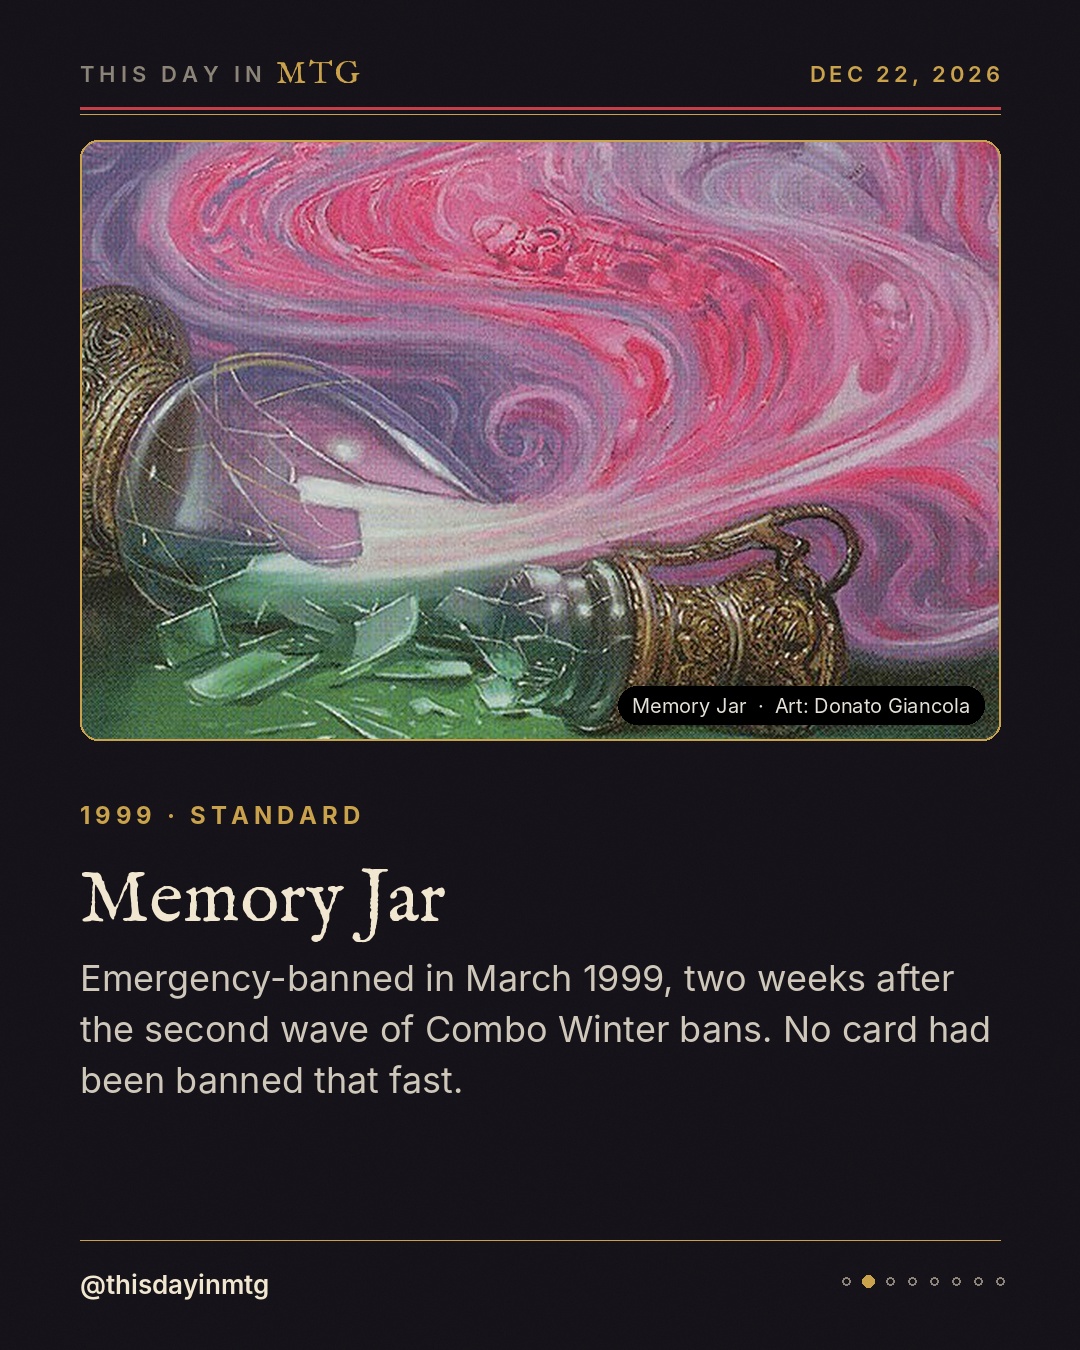 THIS DAY IN MTG
DEC 22, 2026
Memory Jar · Art: Donato Giancola
1999 · STANDARD
Memory Jar
Emergency-banned in March 1999, two weeks after
the second wave of Combo Winter bans. No card had
been banned that fast.
@thisdayinmtg